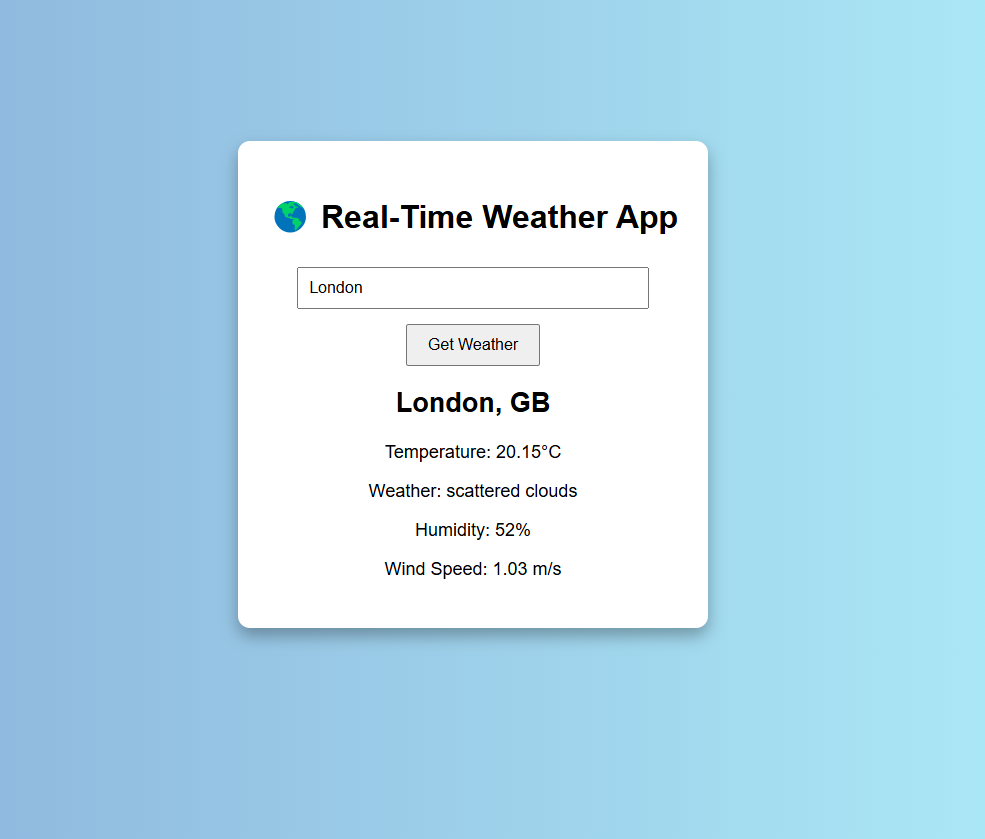 🌎 Real-Time Weather App
London
Get Weather
London, GB
Temperature: 20.15°C
Weather: scattered clouds
Humidity: 52%
Wind Speed: 1.03 m/s